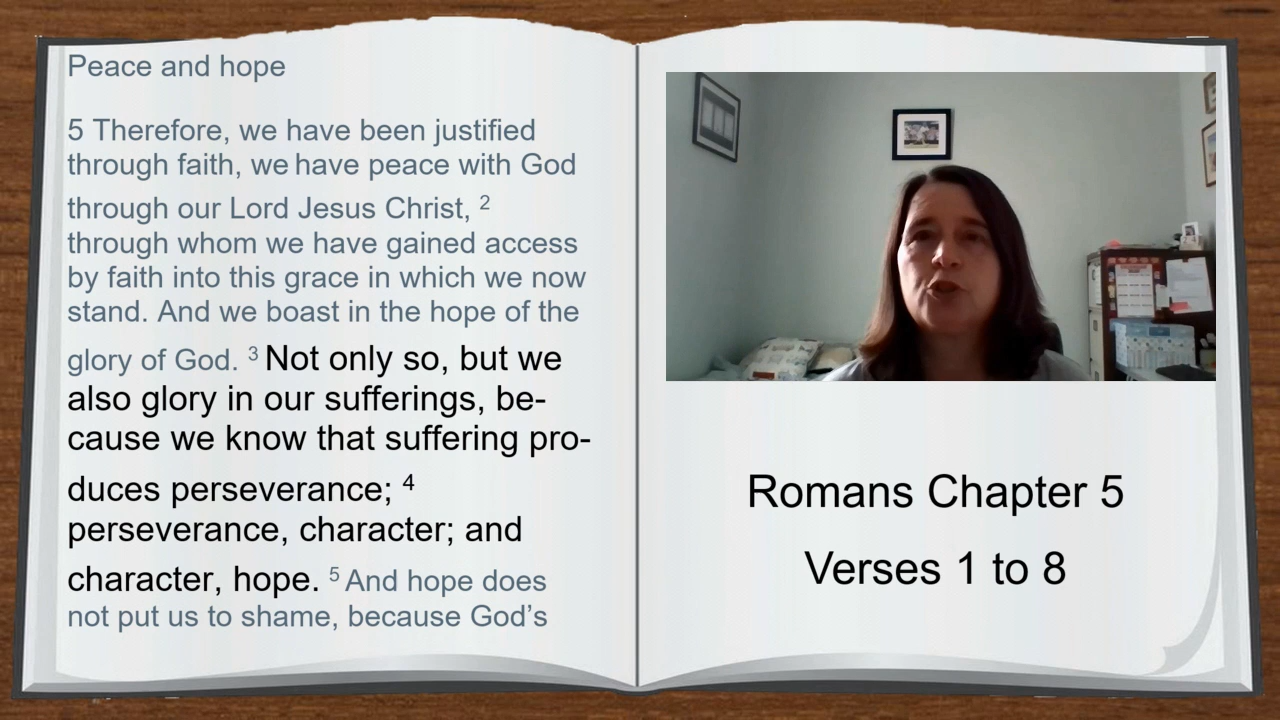 Peace and hope
5 Therefore, we have been justified
through faith, we have peace with God
through our Lord Jesus Christ, 2
through whom we have gained access
by faith into this grace in which we now
stand. And we boast in the hope of the
glory of God. 3 Not only so, but we
also glory in our sufferings, be-
cause we know that suffering pro-
duces perseverance; 4
perseverance, character; and
character, hope. 5 And hope does
not put us to shame, because God’s
Romans Chapter 5
Verses 1 to 8